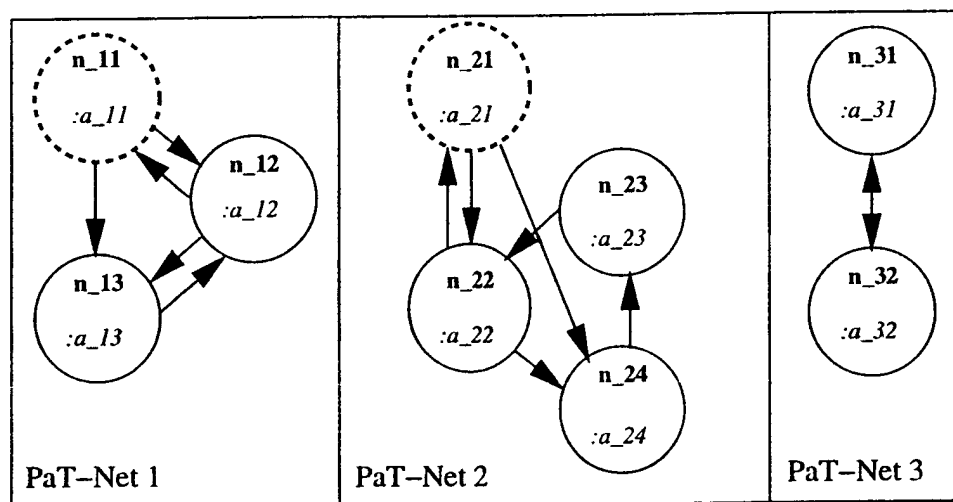 n_11
:a_11
n_12
:a_12
n_13
:a_13
PaT–Net 1
n_21
:a_21
n_23
:a_23
n_22
:a_22
n_24
:a_24
PaT–Net 2
n_31
:a_31
n_32
:a_32
PaT–Net 3